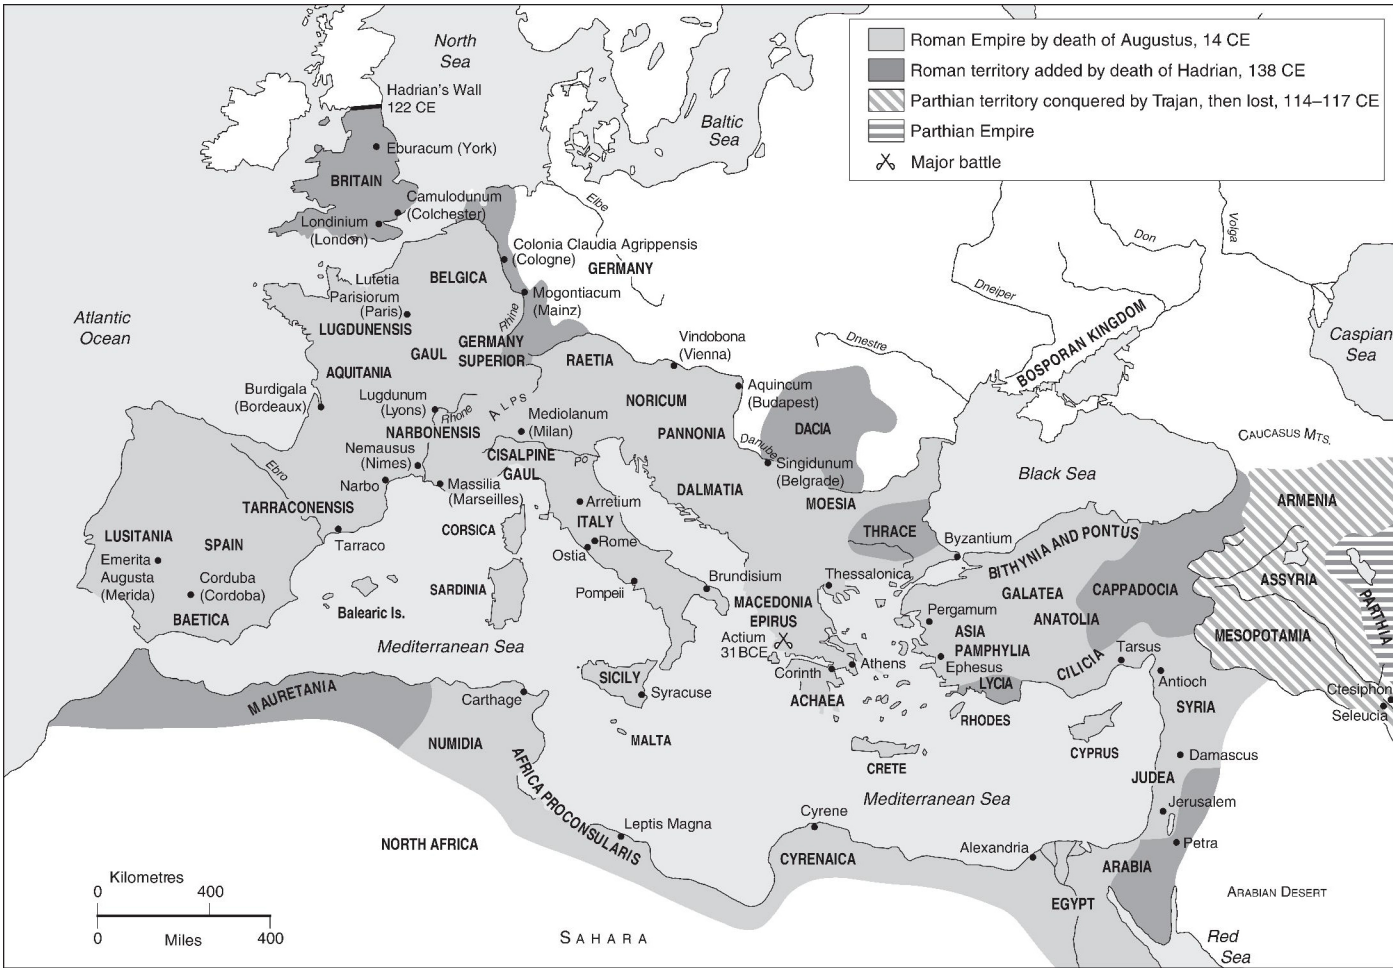 Roman Empire by death of Augustus, 14 CE
Roman territory added by death of Hadrian, 138 CE
Parthian territory conquered by Trajan, then lost, 114–117 CE
Parthian Empire
Major battle
North
Sea
Hadrian's Wall
122 CE
Baltic
Sea
Eburacum (York)
BRITAIN
Camulodunum
(Colchester)
Londinium
(London)
Elbe
Volga
Don
Colonia Claudia Agrippensis
(Cologne)
GERMANY
BELGICA
Lutetia
Parisiorum
(Paris)
Mogontiacum
(Mainz)
Rhine
Dneiper
Atlantic
Ocean
LUGDUNENSIS
GAUL
GERMANY
SUPERIOR
RAETIA
Vindobona
(Vienna)
Dnestre
BOSPORAN KINGDOM
Caspian
Sea
AQUITANIA
Burdigala
(Bordeaux)
Lugdunum
(Lyons)
Rhone
ALPS
Mediolanum
(Milan)
NORICUM
Aquincum
(Budapest)
DACIA
NARBONENSIS
PANNONIA
Danube
CAUCASUS MTS.
Nemausus
(Nimes)
CISALPINE
GAUL
Po
Singidunum
(Belgrade)
Black Sea
Ebro
Narbo
Massilia
(Marseilles)
DALMATIA
MOESIA
ARMENIA
TARRACONENSIS
Arretium
CORSICA
ITALY
THRACE
LUSITANIA
SPAIN
Tarraco
Rome
Ostia
Byzantium
BITHYNIA AND PONTUS
Emerita
Augusta
(Merida)
Corduba
(Cordoba)
Balearic Is.
SARDINIA
Pompeii
Brundisium
Thessalonica
GALATEA
CAPPADOCIA
ASSYRIA
PARTHIA
BAETICA
MACEDONIA
EPIRUS
Pergamum
ASIA
ANATOLIA
MESOPOTAMIA
Mediterranean Sea
Actium
31BCE
PAMPHYLIA
Tarsus
CILICIA
Corinth
Athens
Ephesus
SICILY
Syracuse
ACHAEA
LYCIA
Antioch
Ctesiphon
Seleucia
MAURETANIA
Carthage
RHODES
SYRIA
NUMIDIA
MALTA
CRETE
CYPRUS
Damascus
AFRICA PROCONSULARIS
JUDEA
Mediterranean Sea
Jerusalem
Leptis Magna
Cyrene
NORTH AFRICA
CYRENAICA
Alexandria
Petra
ARABIA
Kilometres
0 400
0 400
Miles
EGYPT
ARABIAN DESERT
SAHARA
Red
Sea